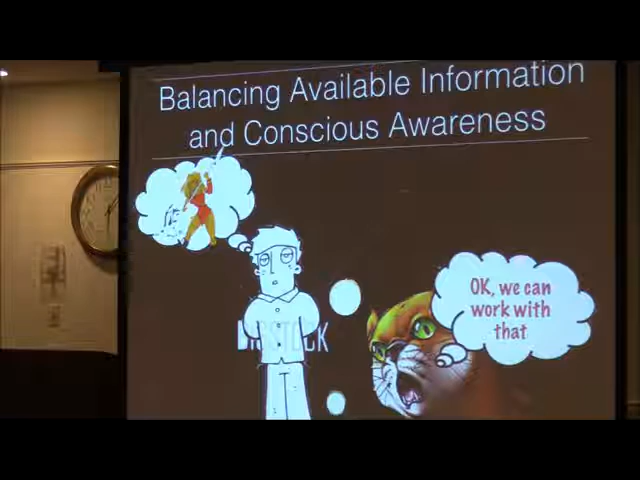 Balancing Available Information
and Conscious Awareness
OK, we can
work with
that